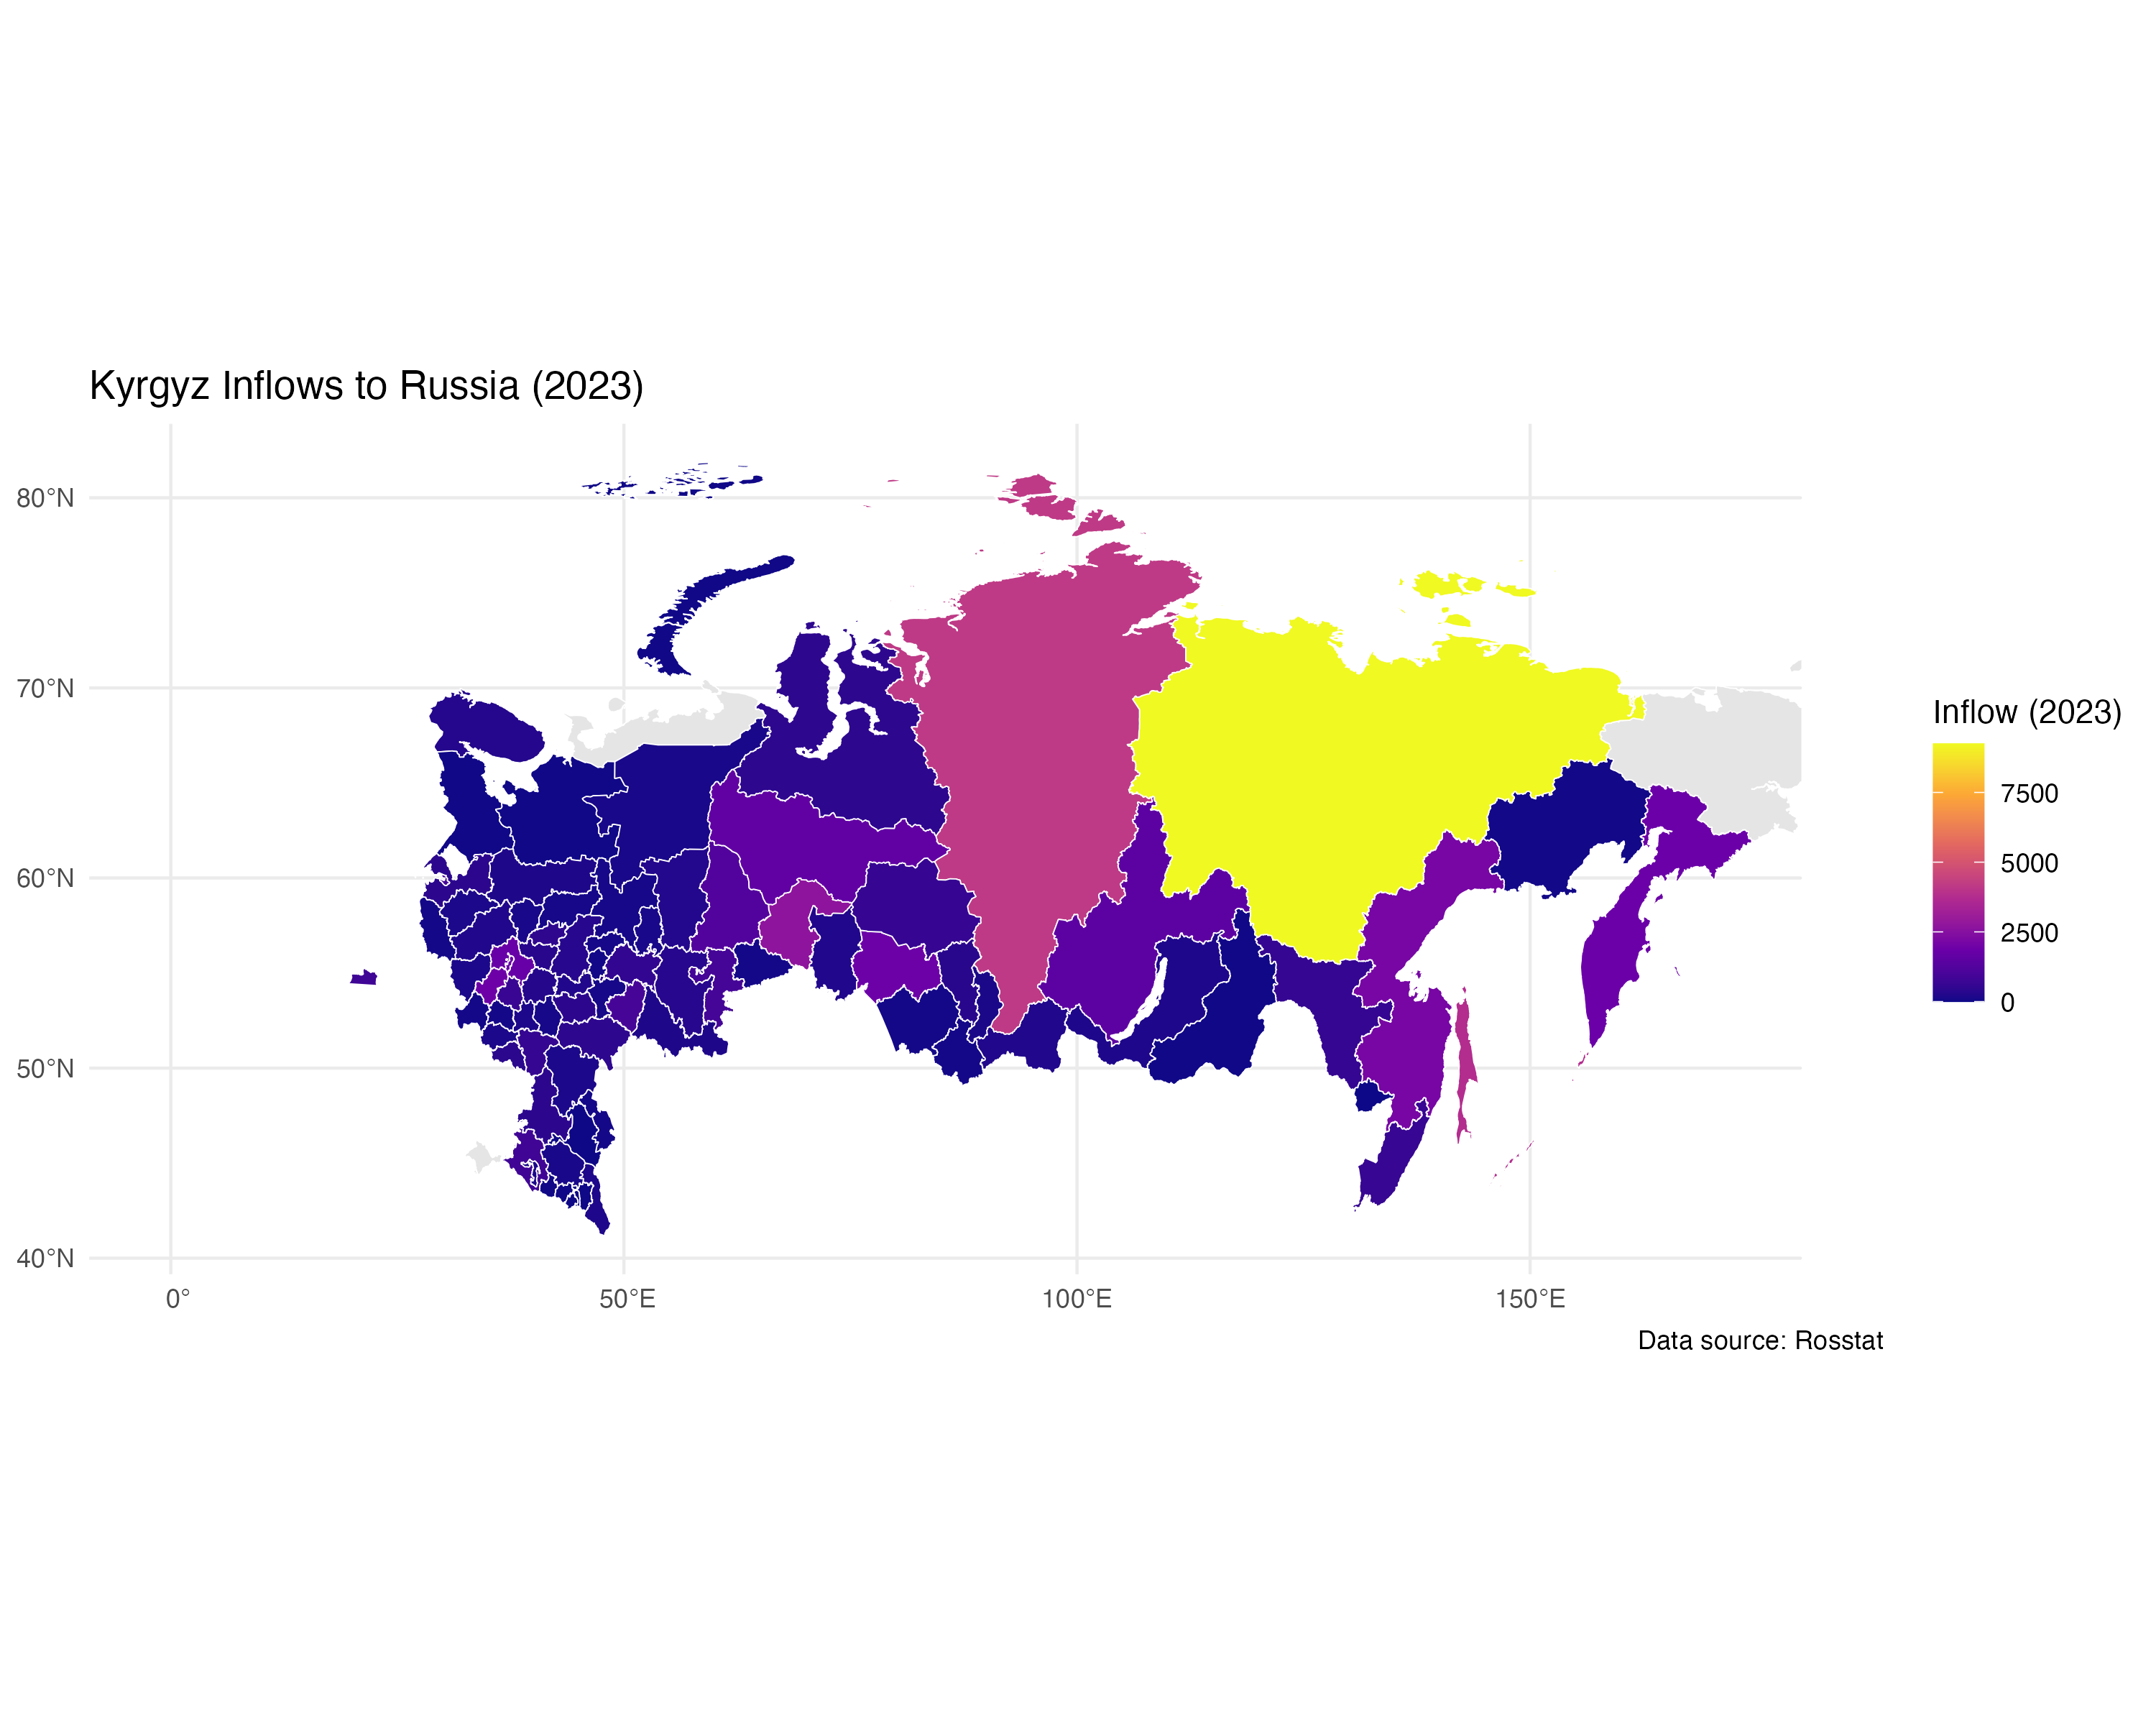 Kyrgyz Inflows to Russia (2023)
80°N
70°N
60°N
50°N
40°N
0°
50°E
100°E
150°E
Inflow (2023)
7500
5000
2500
0
Data source: Rosstat